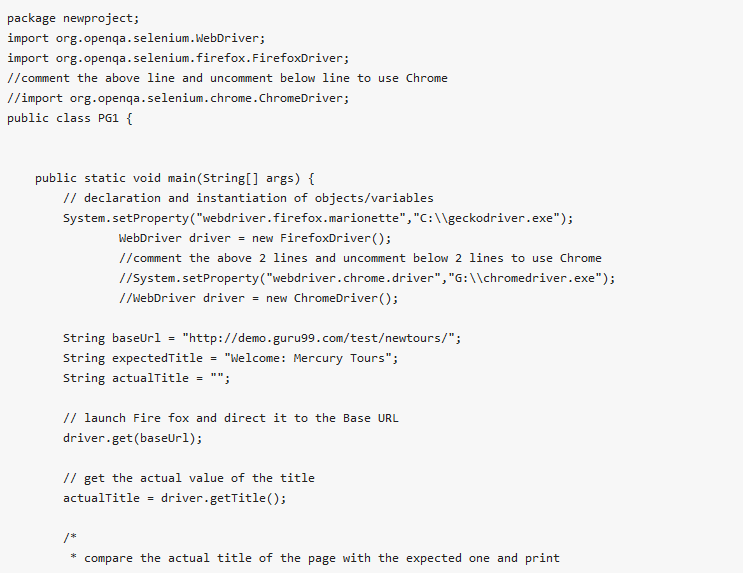 package newproject;
import org.openqa.selenium.WebDriver;
import org.openqa.selenium.firefox.FirefoxDriver;
//comment the above line and uncomment below line to use Chrome
//import org.openqa.selenium.chrome.ChromeDriver;
public class PG1 {
public static void main(String[] args) {
// declaration and instantiation of objects/variables
System.setProperty("webdriver.firefox.marionette","C:\\geckodriver.exe");
WebDriver driver = new FirefoxDriver();
//comment the above 2 lines and uncomment below 2 lines to use Chrome
//System.setProperty("webdriver.chrome.driver","G:\\chromedriver.exe");
//WebDriver driver = new ChromeDriver();
String baseUrl = "http://demo.guru99.com/test/newtours/";
String expectedTitle = "Welcome: Mercury Tours";
String actualTitle = "";
// launch Fire fox and direct it to the Base URL
driver.get(baseUrl);
// get the actual value of the title
actualTitle = driver.getTitle();
/*
* compare the actual title of the page with the expected one and print